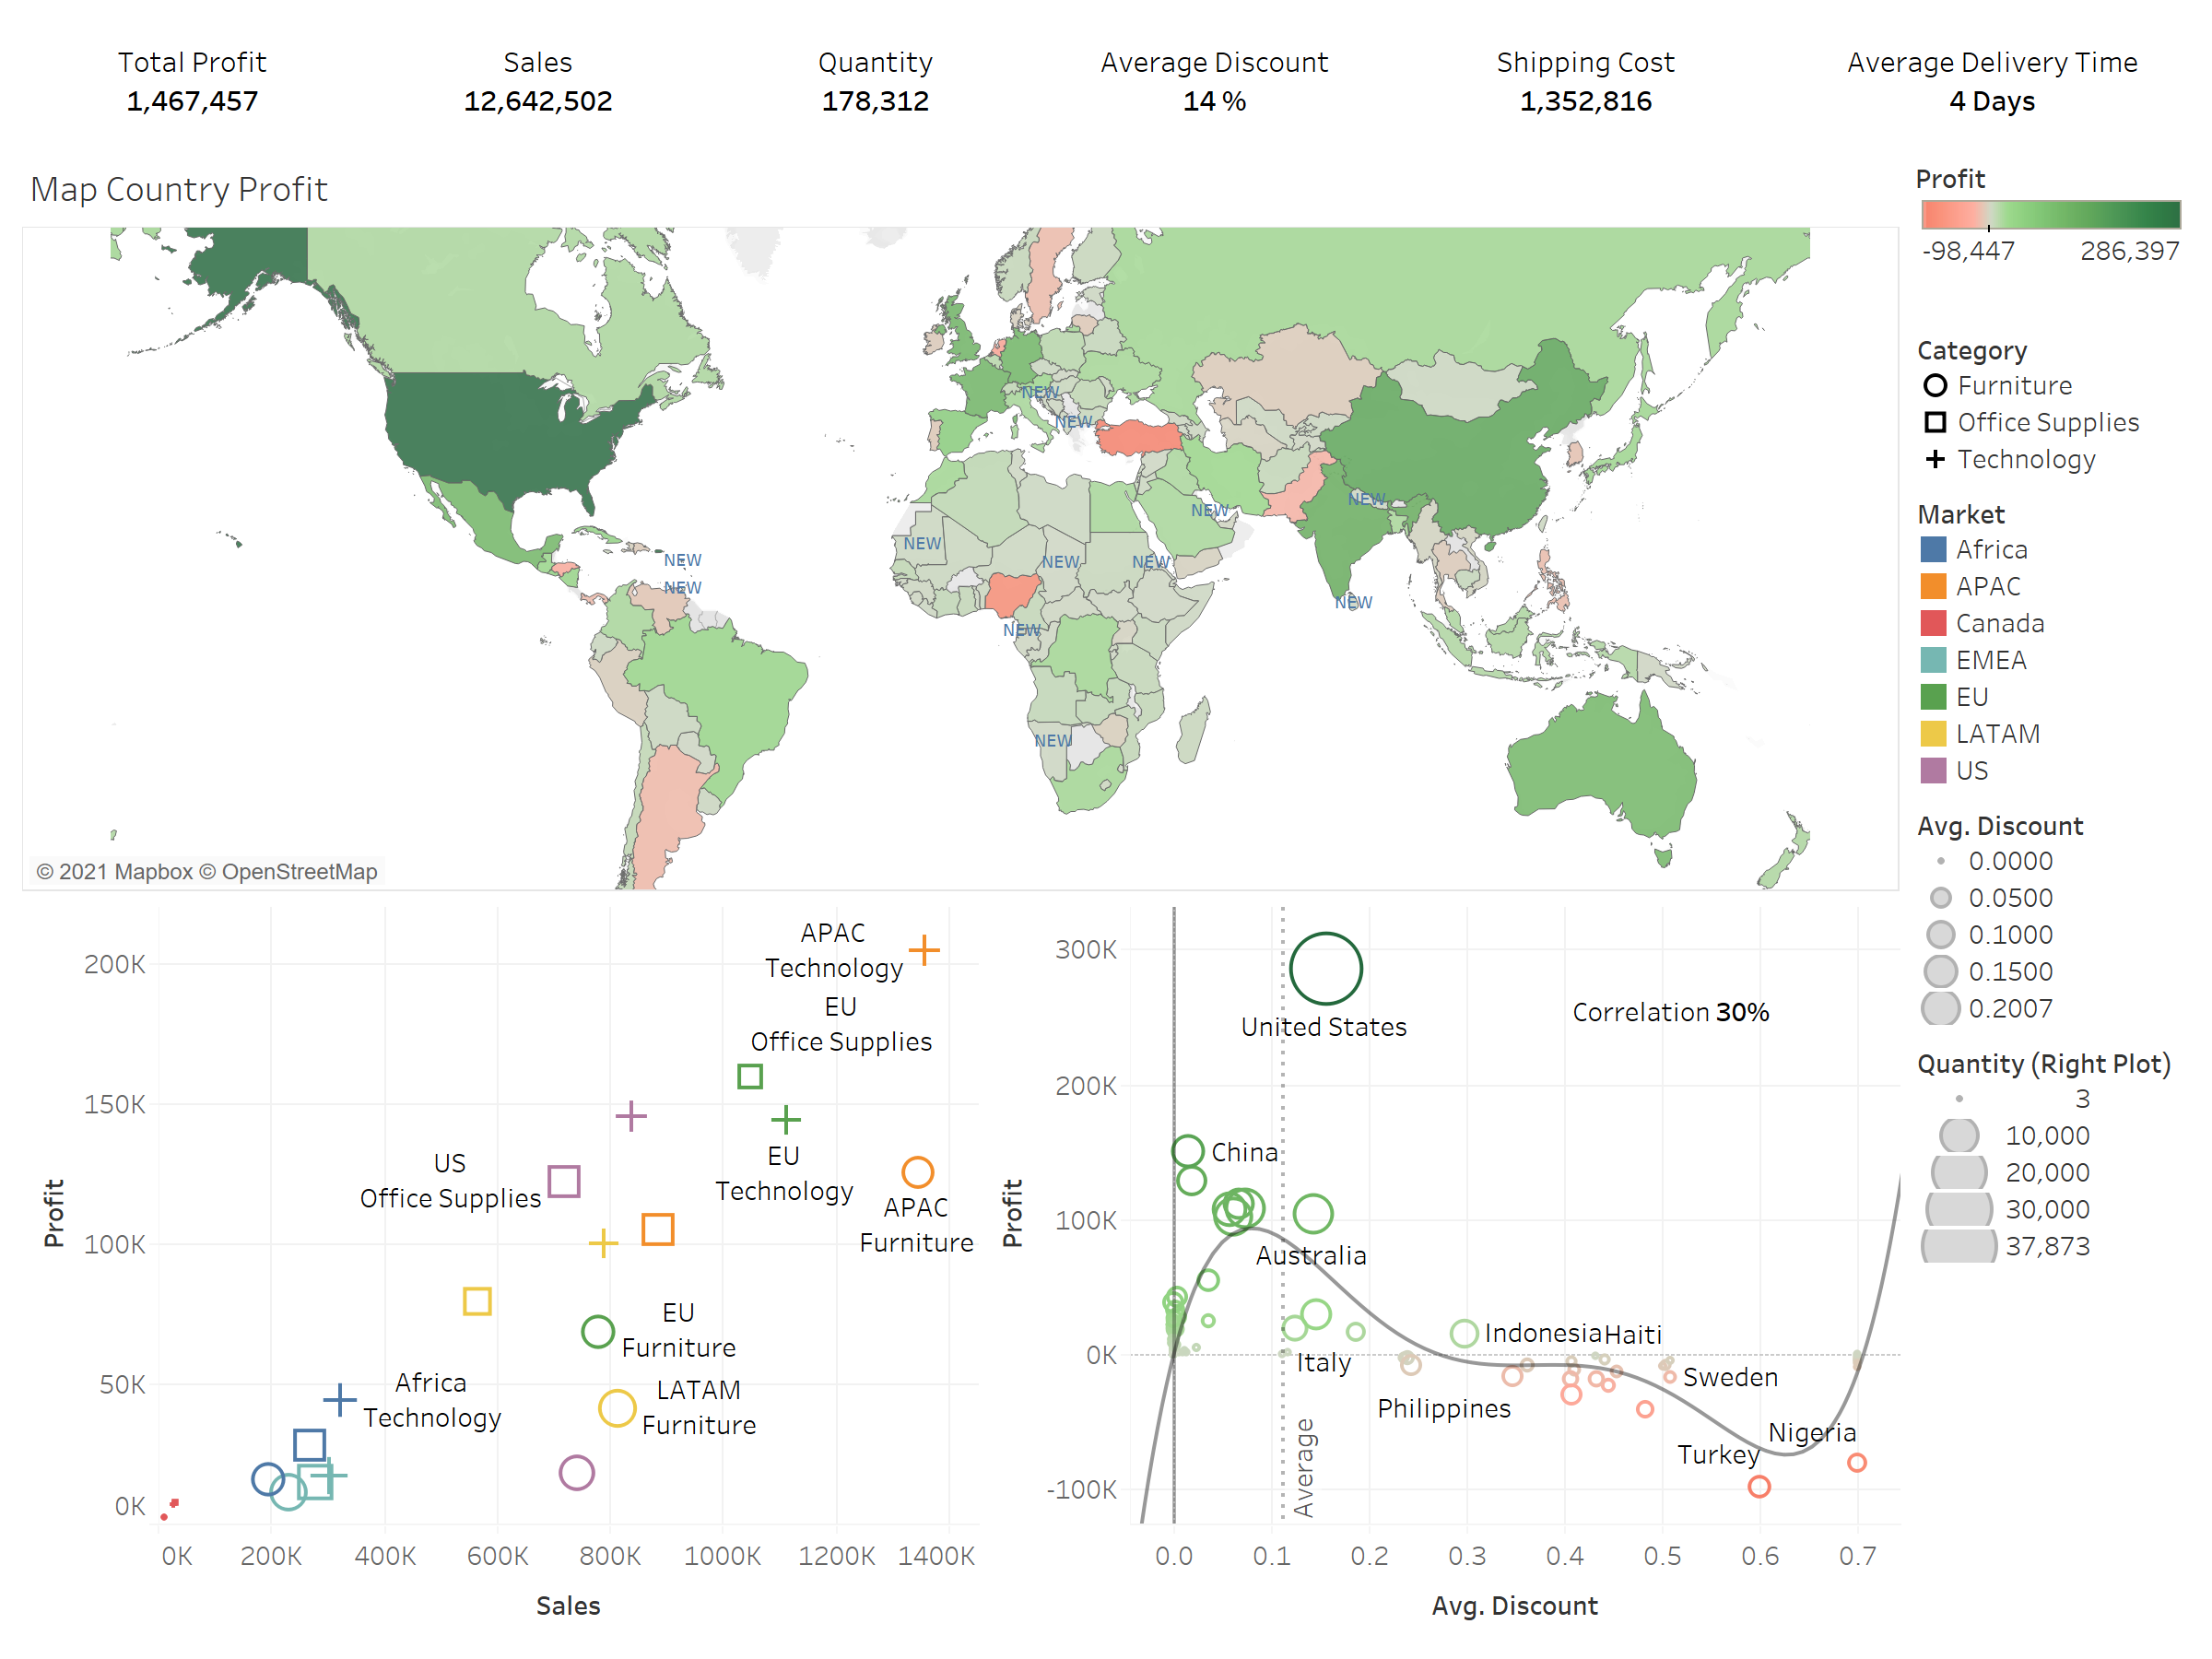 Total Profit
1,467,457
Sales
12,642,502
Quantity
178,312
Average Discount
14 %
Shipping Cost
1,352,816
Average Delivery Time
4 Days
Map Country Profit
NEW
NEW
NEW
NEW
NEW
NEW
NEW
NEW
NEW
NEW
NEW
NEW
© 2021 Mapbox © OpenStreetMap
Profit
-98,447
286,397
Category
Furniture
Office Supplies
Technology
Market
Africa
APAC
Canada
EMEA
EU
LATAM
US
Avg. Discount
0.0000
0.0500
0.1000
0.1500
0.2007
Quantity (Right Plot)
3
10,000
20,000
30,000
37,873
Profit
200K
150K
100K
50K
0K
APAC
Technology
EU
Office Supplies
US
Office Supplies
EU
Technology
APAC
Furniture
EU
Furniture
Africa
Technology
LATAM
Furniture
0K
200K
400K
600K
800K
1000K
1200K
1400K
Sales
Profit
300K
200K
100K
0K
-100K
United States
Correlation 30%
China
Australia
Indonesia
Haiti
Italy
Sweden
Philippines
Nigeria
Turkey
Average
0.0
0.1
0.2
0.3
0.4
0.5
0.6
0.7
Avg. Discount